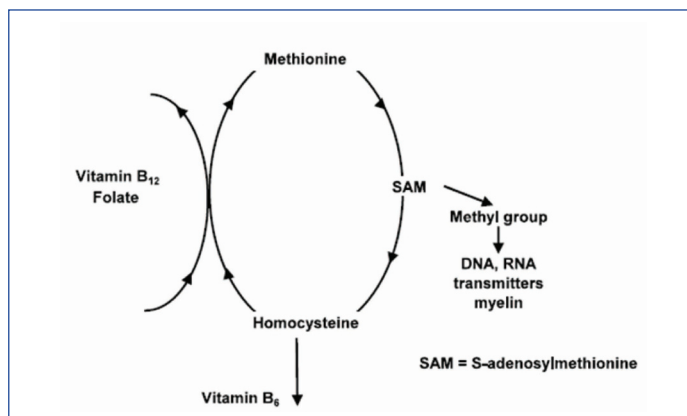 Methionine
Vitamin B₁₂
Folate
SAM
Methyl group
DNA, RNA
transmitters
myelin
Homocysteine
SAM = S-adenosylmethionine
Vitamin B₆